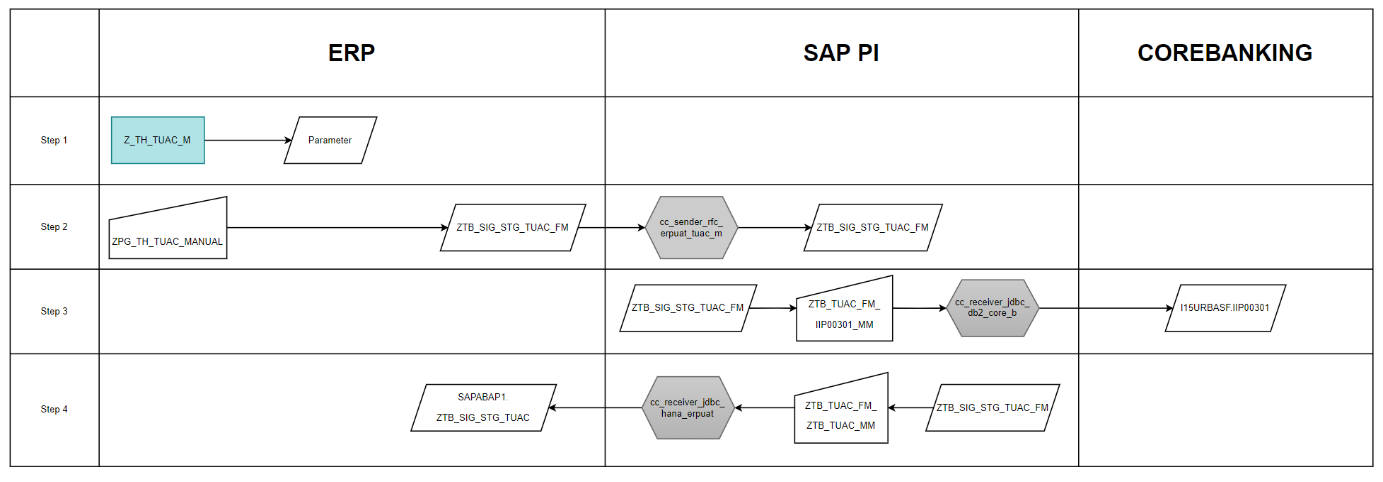 ERP
SAP PI
COREBANKING
Step 1
Z_TH_TUAC_M
Parameter
Step 2
ZPG_TH_TUAC_MANUAL
ZTB_SIG_STG_TUAC_FM
cc_sender_rfc_
erpuat_tuac_m
ZTB_SIG_STG_TUAC_FM
Step 3
ZTB_SIG_STG_TUAC_FM
ZTB_TUAC_FM_
IIP00301_MM
cc_receiver_jdbc_
db2_core_b
I15URBASF.IIP00301
Step 4
SAPABAP1.
ZTB_SIG_STG_TUAC
cc_receiver_jdbc_
hana_erpuat
ZTB_TUAC_FM_
ZTB_TUAC_MM
ZTB_SIG_STG_TUAC_FM